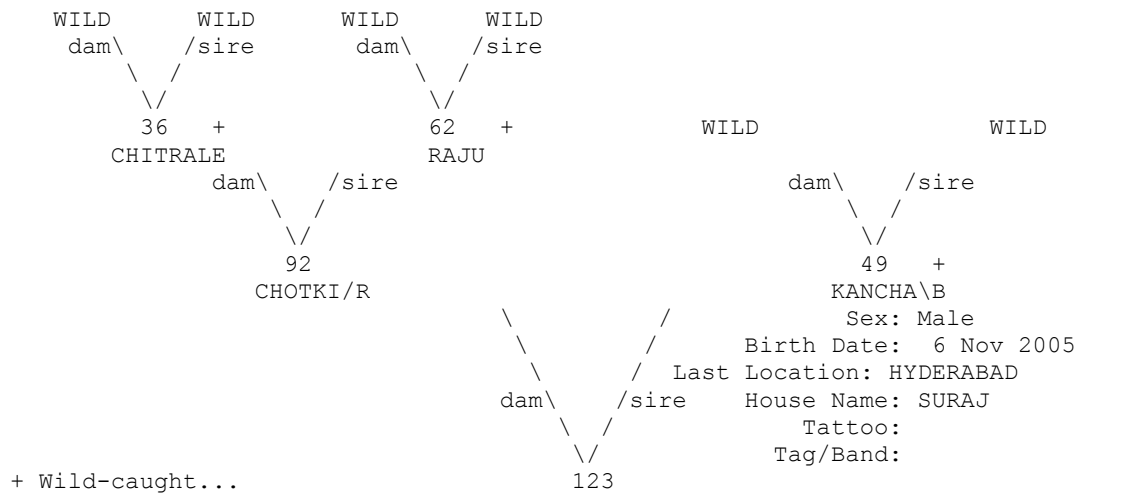 WILD WILD WILD WILD
dam\ /sire dam\ /sire
\ / \ /
\/ \/
36 + 62 + WILD WILD
CHITRALE RAJU
dam\ /sire dam\ /sire
\ / \ /
\/ \/
92 49 +
CHOTKI/R KANCHA\B
\ / Sex: Male
\ / Birth Date: 6 Nov 2005
\ / Last Location: HYDERABAD
dam\ /sire House Name: SURAJ
\ / Tattoo:
\/ Tag/Band:
+ Wild-caught... 123